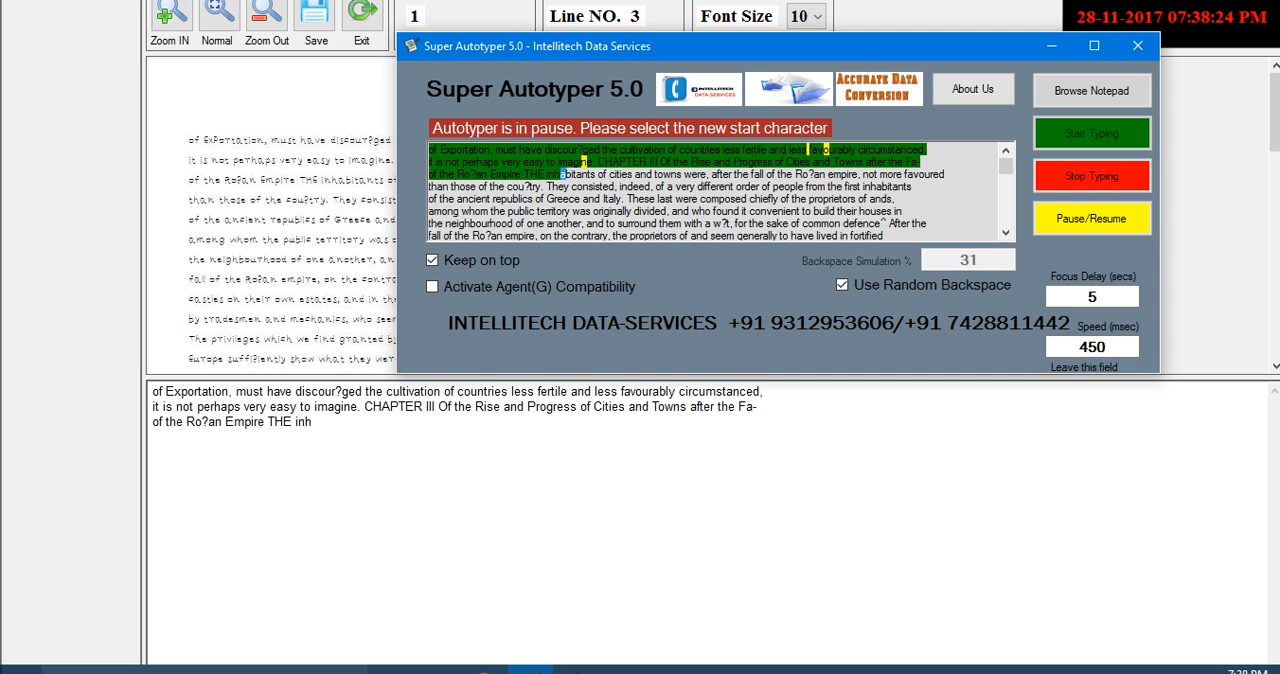 1
Line NO. 3
Font Size
10
28-11-2017 07:38:24 PM
Zoom IN
Normal
Zoom Out
Save
Exit
Super Autotyper 5.0 - Intellitech Data Services
Super Autotyper 5.0
INTELLITECH
DATA SERVICES
ACCURATE DATA
CONVERSION
About Us
Browse Notepad
Autotyper is in pause. Please select the new start character
Start Typing
Stop Typing
Pause/Resume
of Exportation, must have discour?ged the cultivation of countries less fertile and less favourably circumstanced,
it is not perhaps very easy to imagine. CHAPTER III Of the Rise and Progress of Cities and Towns after the Fa-
of the Ro?an Empire THE inhabitants of cities and towns were, after the fall of the Ro?an empire, not more favoured
than those of the cou?try. They consisted, indeed, of a very different order of people from the first inhabitants
of the ancient republics of Greece and Italy. These last were composed chiefly of the proprietors of ands,
among whom the public territory was originally divided, and who found it convenient to build their houses in
the neighbourhood of one another, and to surround them with a w?t, for the sake of common defence^ After the
fall of the Ro?an empire, on the contrary, the proprietors of and seem generally to have lived in fortified
Keep on top
Backspace Simulation %
31
Activate Agent(G) Compatibility
Use Random Backspace
Focus Delay (secs)
5
INTELLITECH DATA-SERVICES +91 9312953606/+91 7428811442
Speed (msec)
450
Leave this field
of ExPortation, must have discour?ged
it is not perhaps very easy to imagine.
of the Ro?an Empire THE inhabitants of
than those of the cou?try. They consist
of the ancient republics of Greece and
among whom the public territory was o
the neighbourhood of one another, an
fall of the Ro?an empire, on the contra
castles on their own estates, and in the
by tradesmen and mechanics, who seem
The privileges which we find granted by
Europe suffi?iently show what they were
of Exportation, must have discour?ged the cultivation of countries less fertile and less favourably circumstanced,
it is not perhaps very easy to imagine. CHAPTER III Of the Rise and Progress of Cities and Towns after the Fa-
of the Ro?an Empire THE inh
7:38 PM